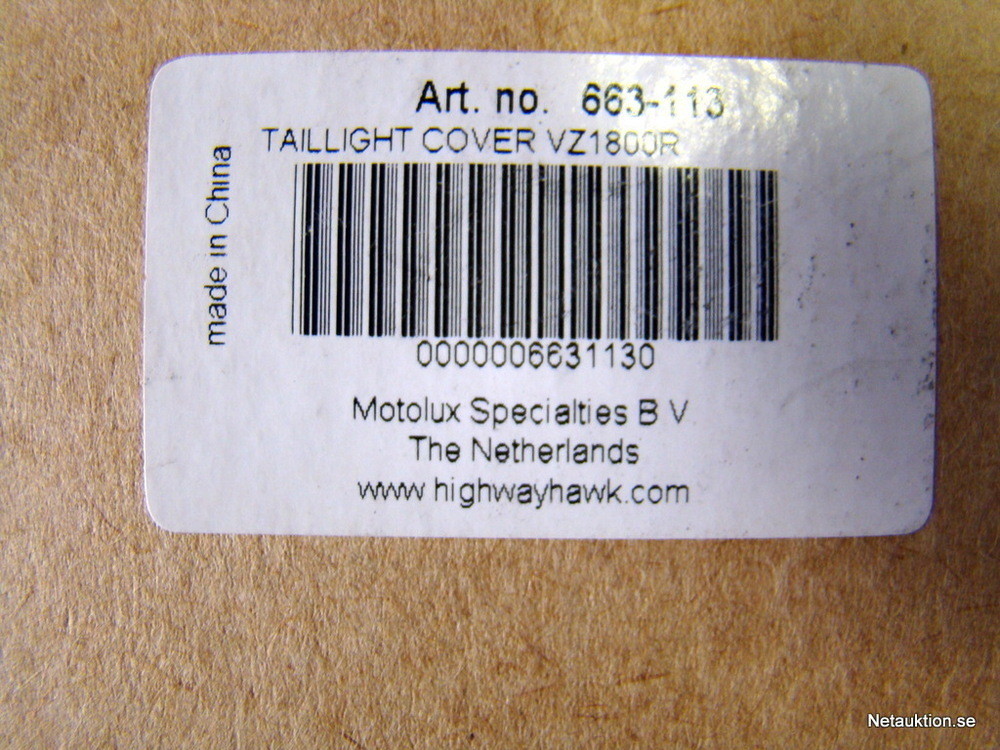 Art. no. 663-113
TAILLIGHT COVER VZ1800R
made in China
0000006631130
Motolux Specialties B V
The Netherlands
www.highwayhawk.com
Netauktion.se